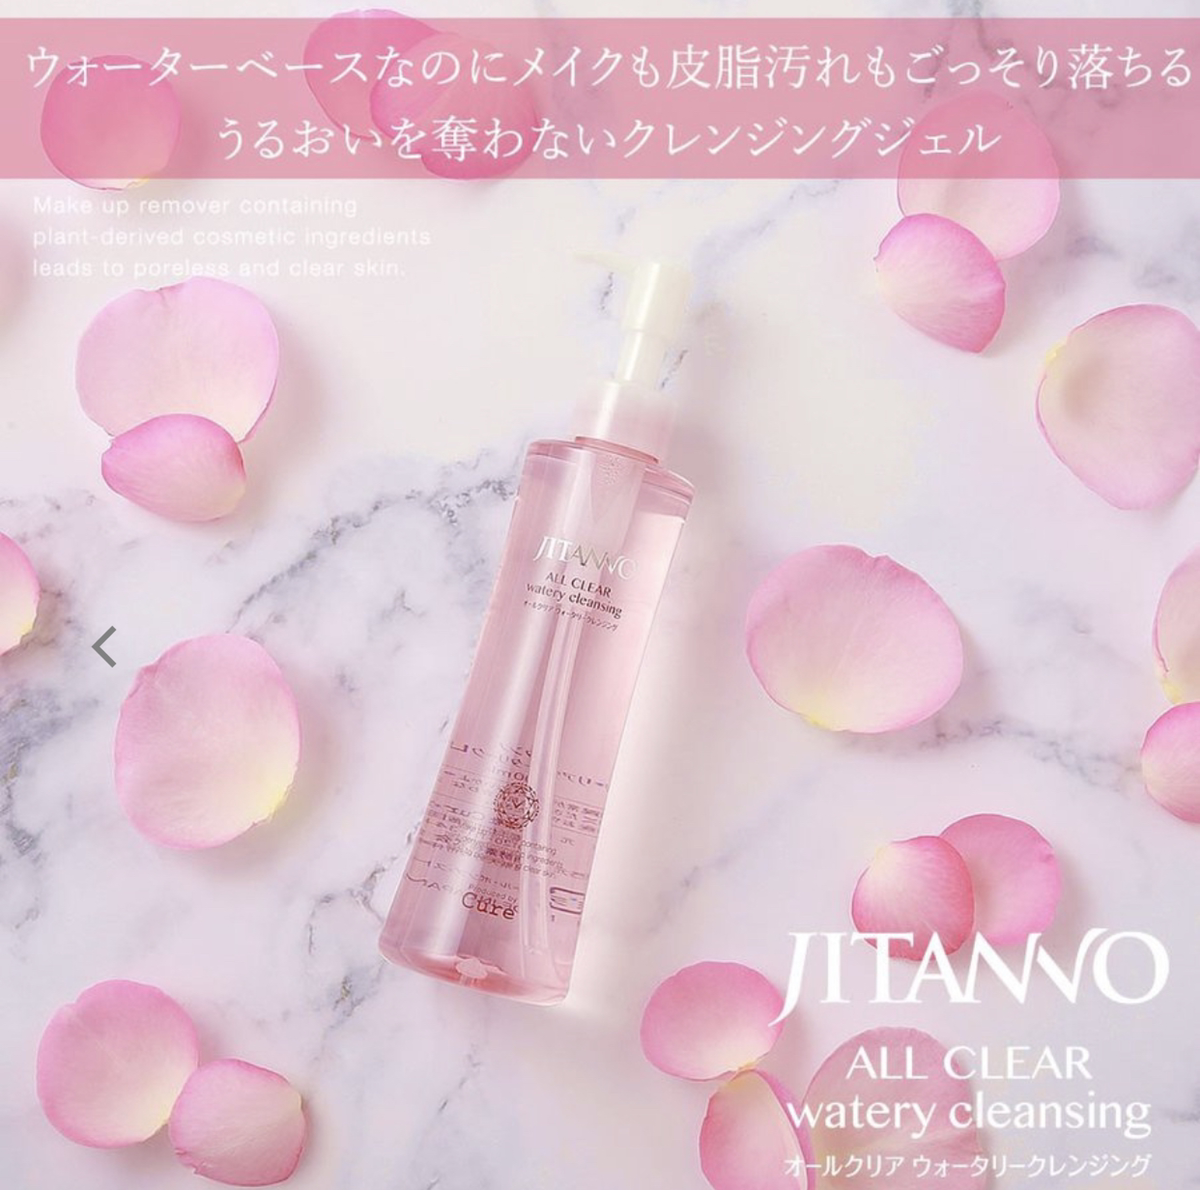 ウォーターベースなのにメイクも皮脂汚れもごっそり落ちる
うるおいを奪わないクレンジングジェル
Make up remover containing
plant-derived cosmetic ingredients
leads to poreless and clear skin.
JITANNO
ALL CLEAR
watery cleansing
オールクリア ウォータリークレンジング
Produced by
Cure
JITANNO
ALL CLEAR
watery cleansing
オールクリア ウォータリークレンジング